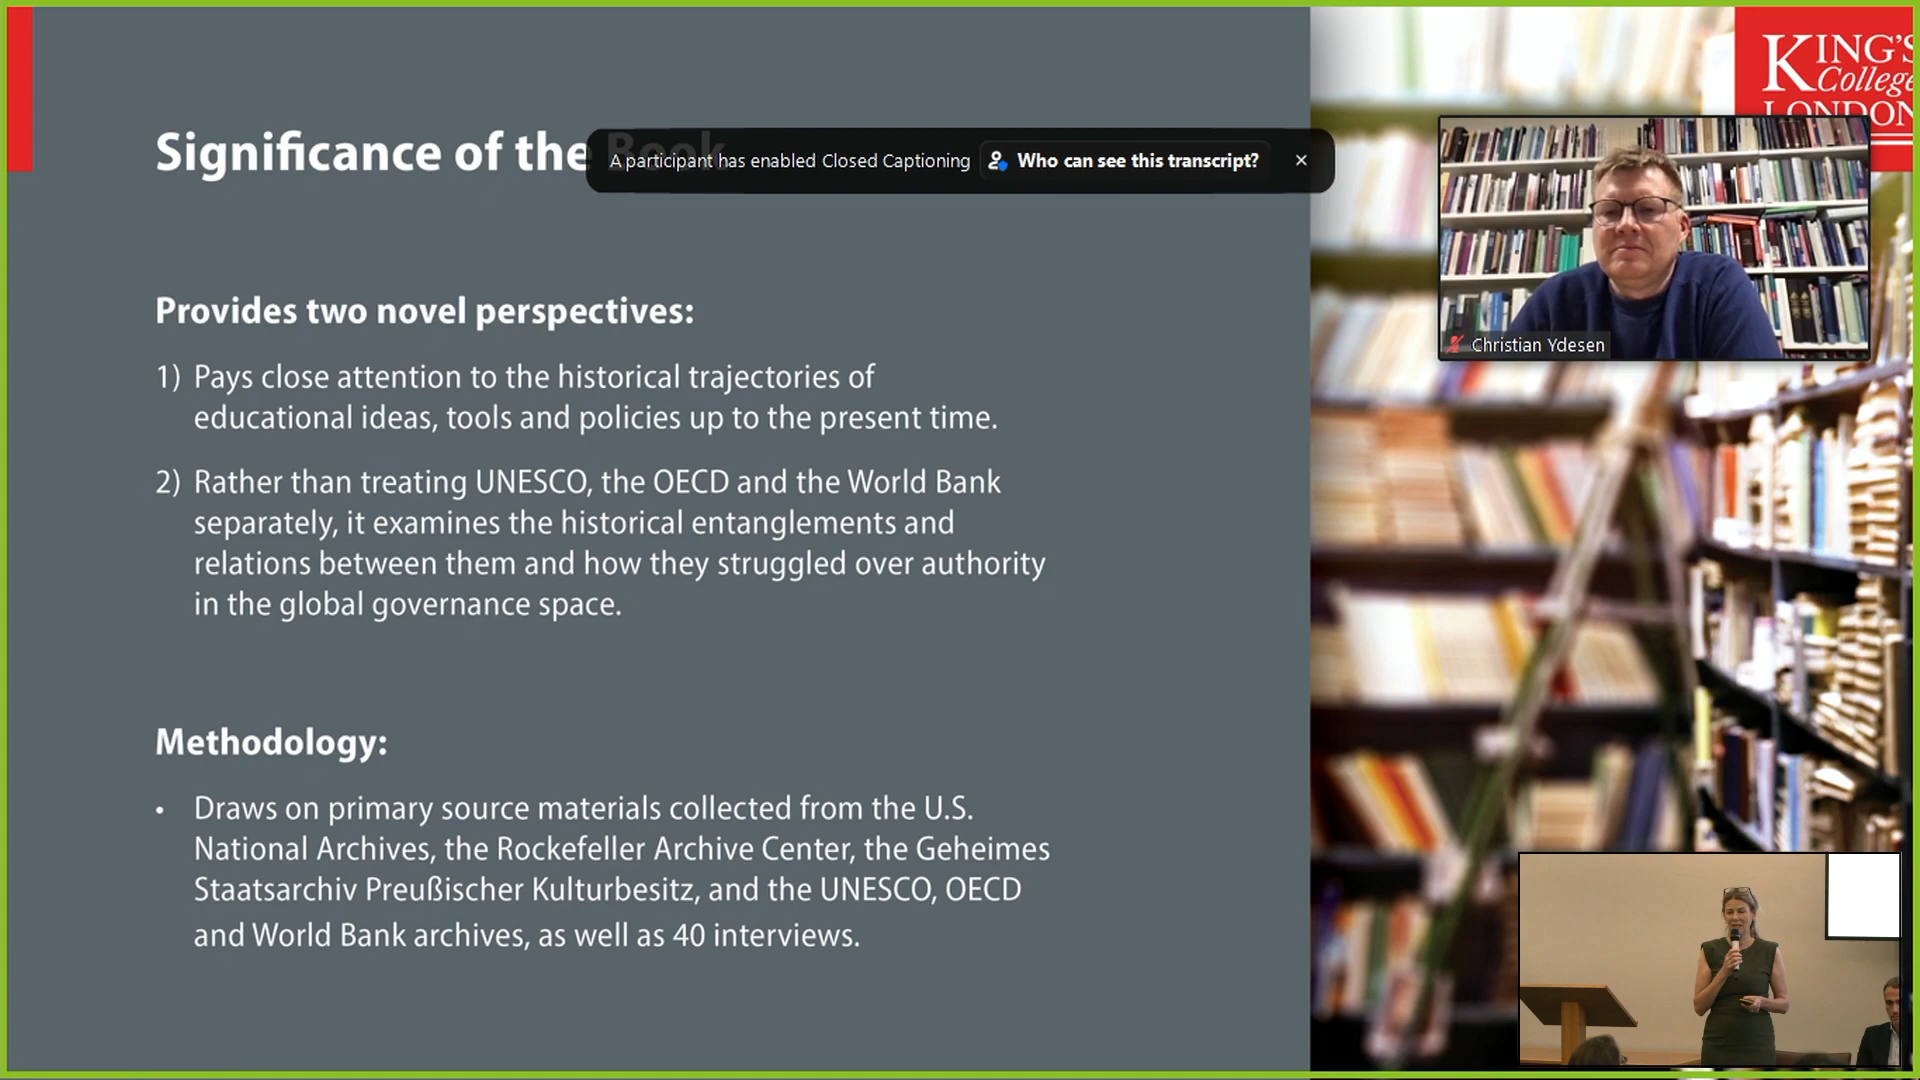 KING'S
College
LONDON
Significance of the Book
A participant has enabled Closed Captioning
Who can see this transcript?
Provides two novel perspectives:
1) Pays close attention to the historical trajectories of
educational ideas, tools and policies up to the present time.
2) Rather than treating UNESCO, the OECD and the World Bank
separately, it examines the historical entanglements and
relations between them and how they struggled over authority
in the global governance space.
Christian Ydesen
Methodology:
• Draws on primary source materials collected from the U.S.
National Archives, the Rockefeller Archive Center, the Geheimes
Staatsarchiv Preußischer Kulturbesitz, and the UNESCO, OECD
and World Bank archives, as well as 40 interviews.